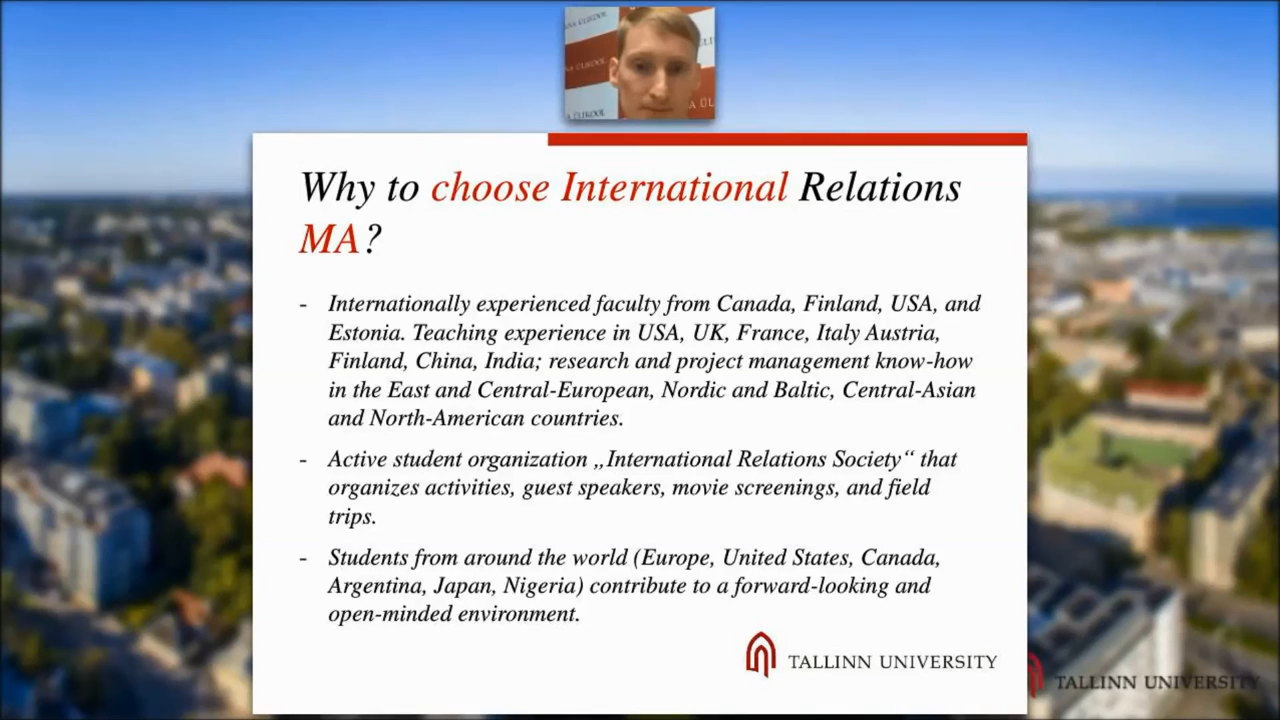 Why to choose International Relations
MA?
- Internationally experienced faculty from Canada, Finland, USA, and
Estonia. Teaching experience in USA, UK, France, Italy Austria,
Finland, China, India; research and project management know-how
in the East and Central-European, Nordic and Baltic, Central-Asian
and North-American countries.
- Active student organization „International Relations Society“ that
organizes activities, guest speakers, movie screenings, and field
trips.
- Students from around the world (Europe, United States, Canada,
Argentina, Japan, Nigeria) contribute to a forward-looking and
open-minded environment.
TALLINN UNIVERSITY
TALLINN UNIVERSITY